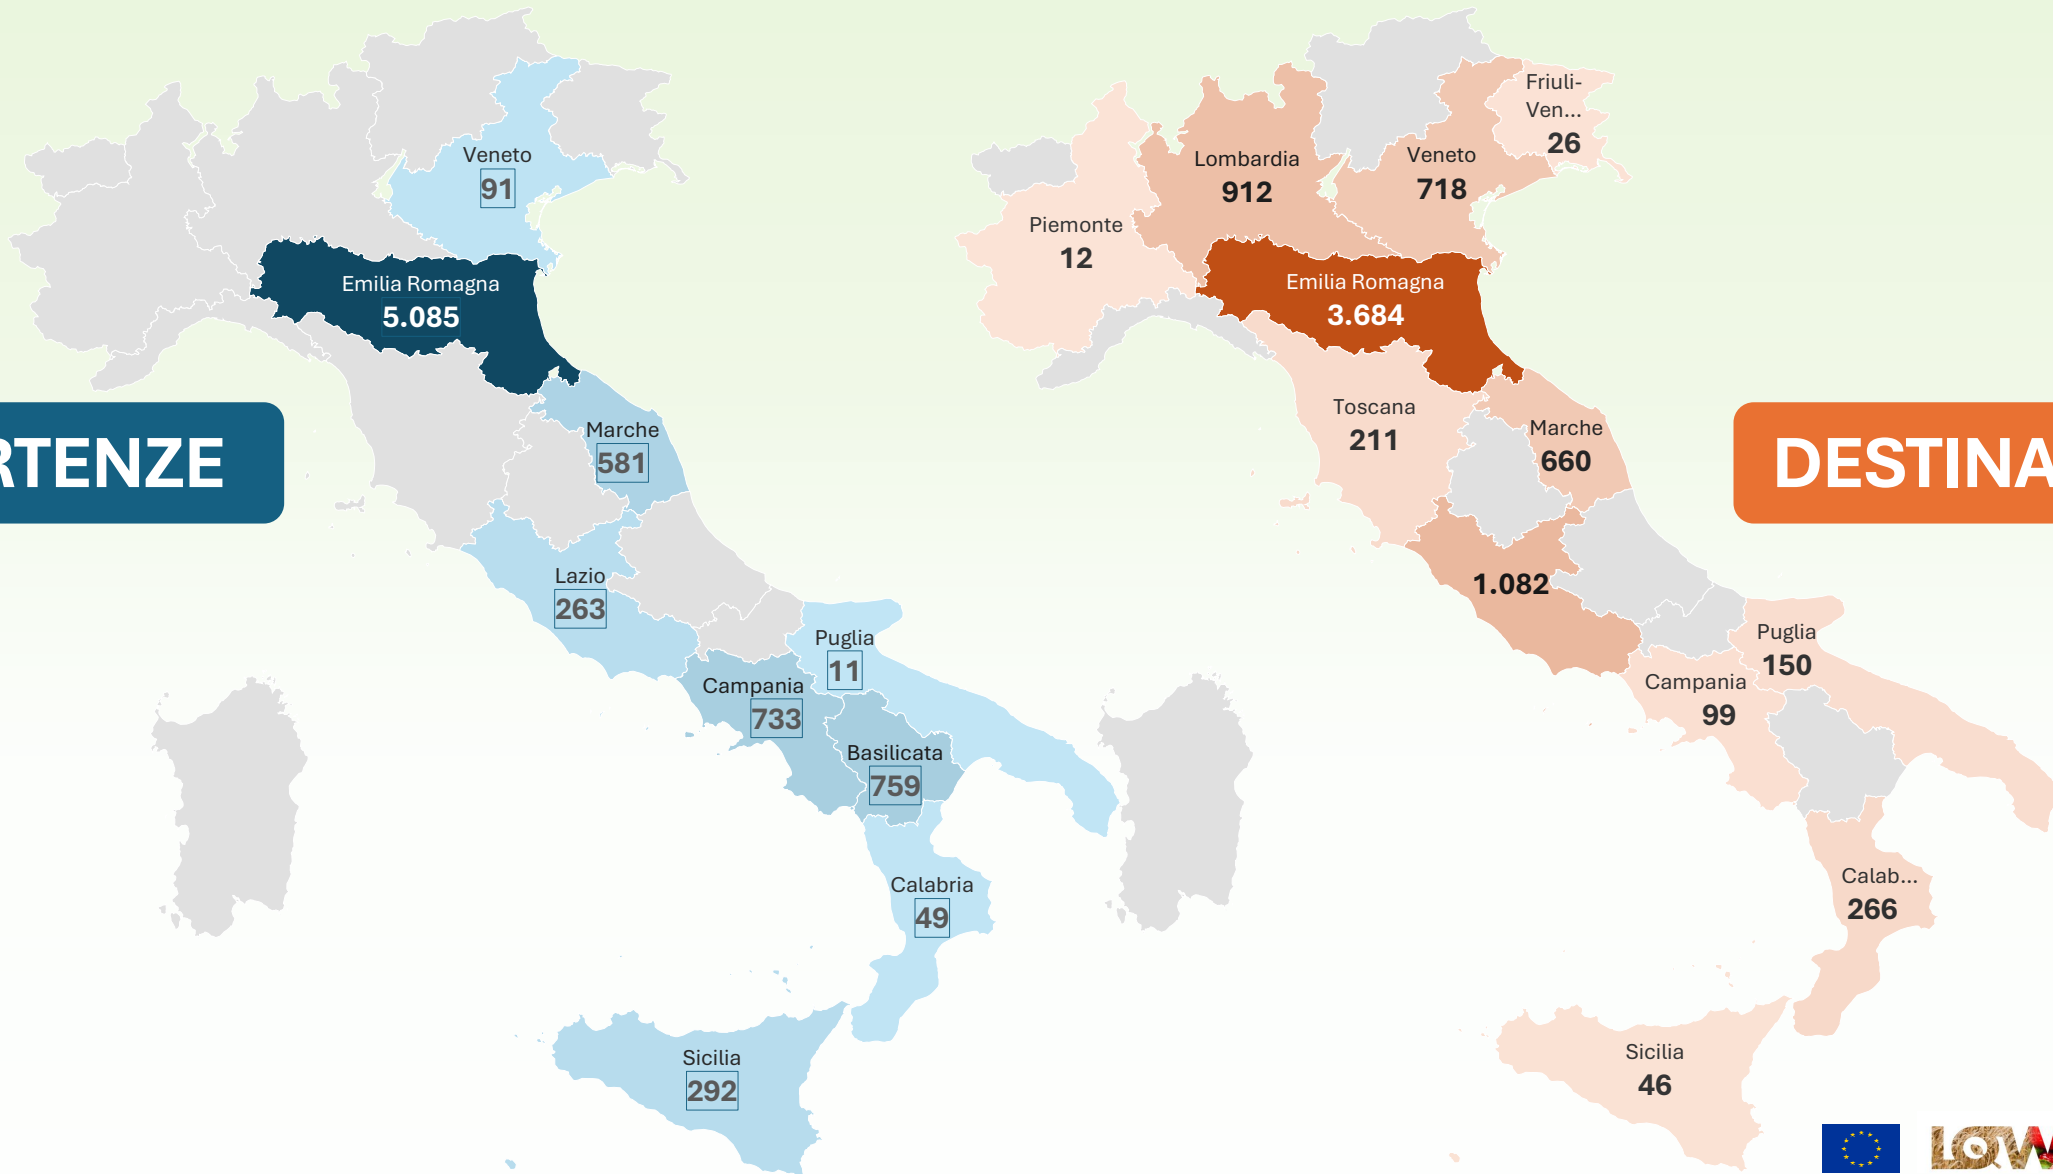 Veneto
91
Emilia Romagna
5.085
RTENZE
Marche
581
Lazio
263
Puglia
11
Campania
733
Basilicata
759
Calabria
49
Sicilia
292
Friuli-
Ven...
26
Lombardia
912
Veneto
718
Piemonte
12
Emilia Romagna
3.684
Toscana
211
Marche
660
DESTINA
1.082
Puglia
150
Campania
99
Calab...
266
Sicilia
46
LOW